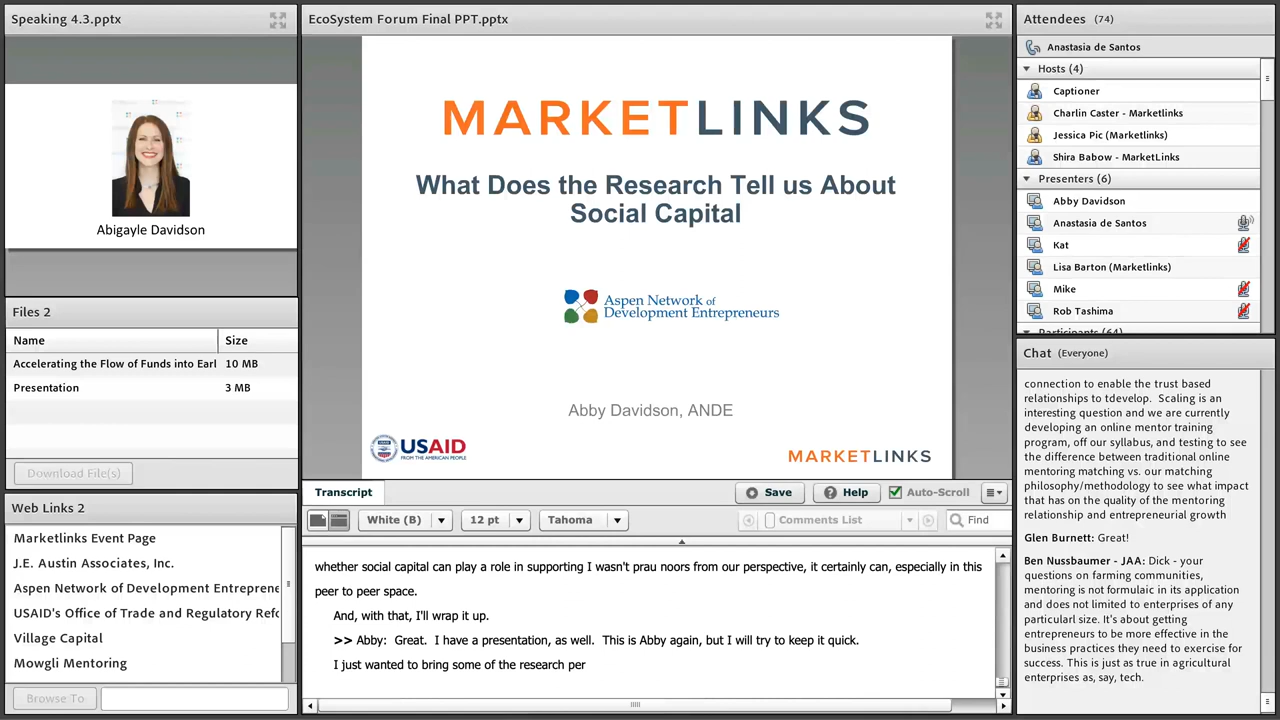 Speaking 4.3.pptx
Abigayle Davidson
Files 2
Name Size
Accelerating the Flow of Funds into Earl 10 MB
Presentation 3 MB
Download File(s)
Web Links 2
Marketlinks Event Page
J.E. Austin Associates, Inc.
Aspen Network of Development Entreprene
USAID's Office of Trade and Regulatory Refo
Village Capital
Mowgli Mentoring
Browse To
EcoSystem Forum Final PPT.pptx
MARKETLINKS
What Does the Research Tell us About
Social Capital
Aspen Network of
Development Entrepreneurs
Abby Davidson, ANDE
USAID
FROM THE AMERICAN PEOPLE
MARKETLINKS
Transcript
Save
Help
Auto-Scroll
White (B)
12 pt
Tahoma
Comments List
Find
whether social capital can play a role in supporting I wasn't prau noors from our perspective, it certainly can, especially in this
peer to peer space.
And, with that, I'll wrap it up.
>> Abby: Great. I have a presentation, as well. This is Abby again, but I will try to keep it quick.
I just wanted to bring some of the research per
Attendees (74)
Anastasia de Santos
Hosts (4)
Captioner
Charlin Caster - Marketlinks
Jessica Pic (Marketlinks)
Shira Babow - MarketLinks
Presenters (6)
Abby Davidson
Anastasia de Santos
Kat
Lisa Barton (Marketlinks)
Mike
Rob Tashima
Participants (64)
Chat (Everyone)
connection to enable the trust based
relationships to tdevelop. Scaling is an
interesting question and we are currently
developing an online mentor training
program, off our syllabus, and testing to see
the difference between traditional online
mentoring matching vs. our matching
philosophy/methodology to see what impact
that has on the quality of the mentoring
relationship and entrepreneurial growth
Glen Burnett: Great!
Ben Nussbaumer - JAA: Dick - your
questions on farming communities,
mentoring is not formulaic in its application
and does not limited to enterprises of any
particularl size. It's about getting
entrepreneurs to be more effective in the
business practices they need to exercise for
success. This is just as true in agricultural
enterprises as, say, tech.